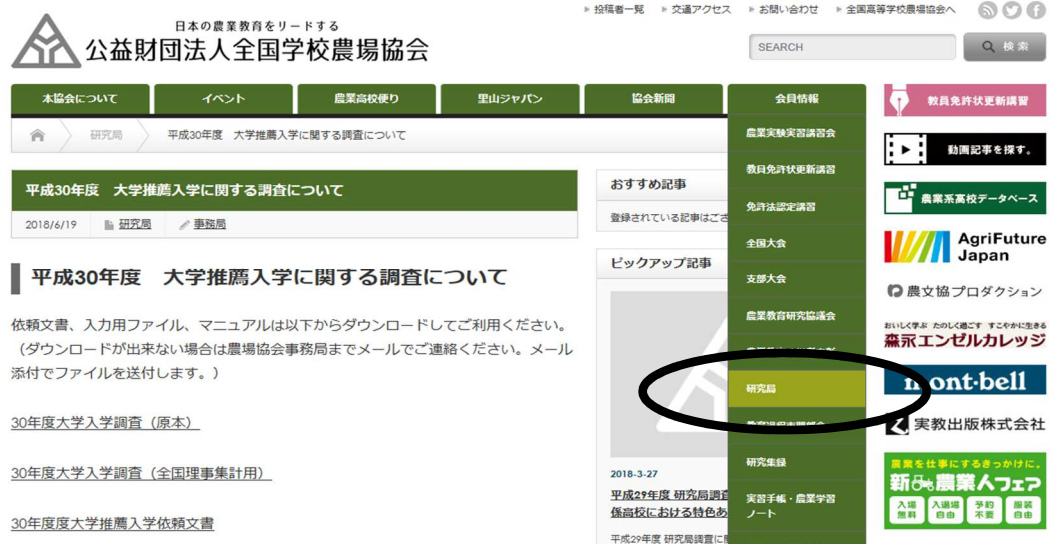 投稿者一覧 交通アクセス お問い合わせ 全国高等学校農場協会へ
日本の農業教育をリードする
公益財団法人全国学校農場協会
SEARCH
検索
本協会について イベント 農業高校便り 里山ジャパン 協会新聞 会員情報
研究局 平成30年度 大学推薦入学に関する調査について
平成30年度 大学推薦入学に関する調査について
2018/6/19 研究局 事務局
平成30年度 大学推薦入学に関する調査について
依頼文書、入力用ファイル、マニュアルは以下からダウンロードしてご利用ください。
（ダウンロードが出来ない場合は農場協会事務局までメールでご連絡ください。メール
添付でファイルを送付します。）
30年度大学入学調査（原本）
30年度大学入学調査（全国理事集計用）
30年度度大学推薦入学依頼文書
おすすめ記事
登録されている記事はござ
ピックアップ記事
2018-3-27
平成29年度 研究局調査
係高校における特色あ
平成29年度 研究局調査に
農業実験実習講習会
教員免許状更新講習
免許法認定講習
全国大会
支部大会
農業教育研究協議会
研究局
研究集録
実習手帳・農業学習
ノート
教員免許状更新講習
動画記事を探す。
農業系高校データベース
AgriFuture
Japan
農文協プロダクション
おいしく学ぶ たのしく過ごす すこやかに生きる
森永エンゼルカレッジ
mont-bell
実教出版株式会社
農業を仕事にするきっかけに。
新・農業人フェア
入場無料 入退場自由 予約不要 服装自由